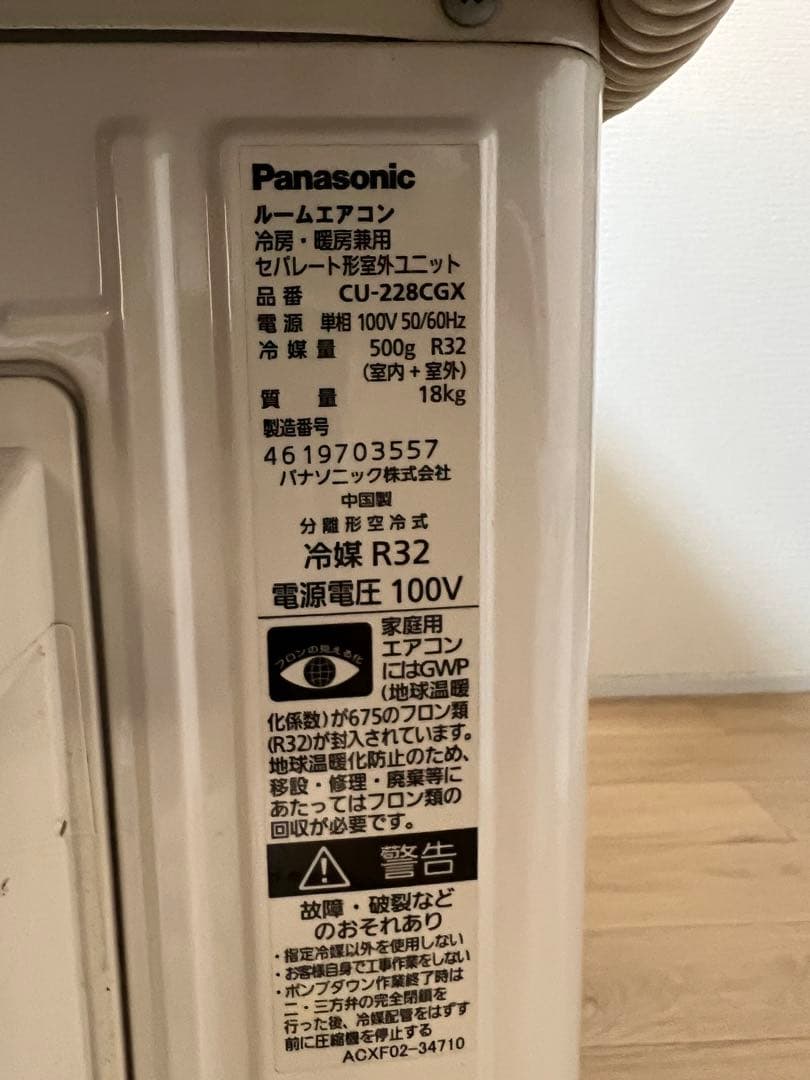 Panasonic
ルームエアコン
冷房・暖房兼用
セパレート形室外ユニット
品番 CU-228CGX
電源 単相 100V 50/60Hz
冷媒量 500g R32
(室内+室外)
質量 18kg
製造番号
4619703557
パナソニック株式会社
中国製
分離形空冷式
冷媒 R32
電源電圧 100V
フロンの見える化
家庭用
エアコン
にはGWP
(地球温暖
化係数)が675のフロン類
(R32)が封入されています。
地球温暖化防止のため、
移設・修理・廃棄等に
あたってはフロン類の
回収が必要です。
警告
故障・破裂など
のおそれあり
・指定冷媒以外を使用しない
・お客様自身で工事作業をしない
・ポンプダウン作業終了時は
二・三方弁の完全閉鎖を
行った後、冷媒配管をはずす
前に圧縮機を停止する
ACXF02-34710